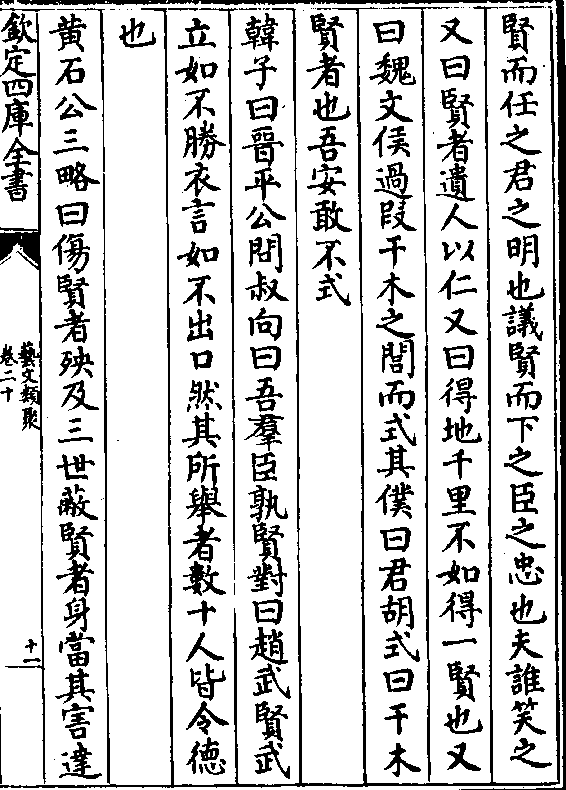 賢而任之君之明也議賢而下之臣之忠也夫誰笑之
又曰賢者遺人以仁又曰得地千里不如得一賢也又
曰魏文侯過段干木之閭而式其僕曰君胡式曰干木
賢者也吾安敢不式
韓子曰晉平公問叔向曰吾羣臣孰賢對曰趙武賢武
立如不勝衣言如不出口然其所舉者數十人皆令德
也
黄石公三略曰傷賢者殃及三世蔽賢者身當其害達
欽定四庫全書
藝文類聚
卷二十
十一